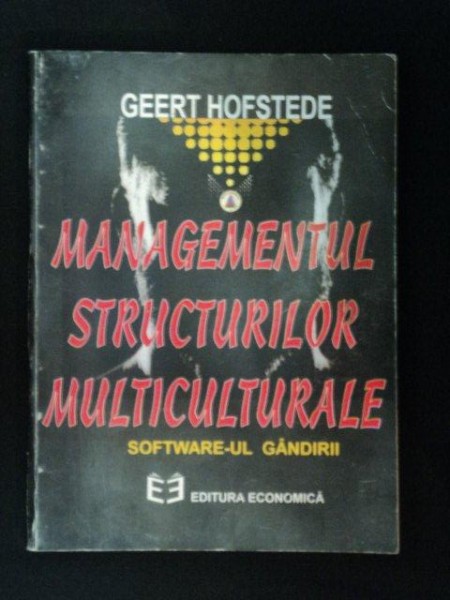 GEERT HOFSTEDE
MANAGEMENTUL
STRUCTURILOR
MULTICULTURALE
SOFTWARE-UL GÂNDIRII
EDITURA ECONOMICĂ